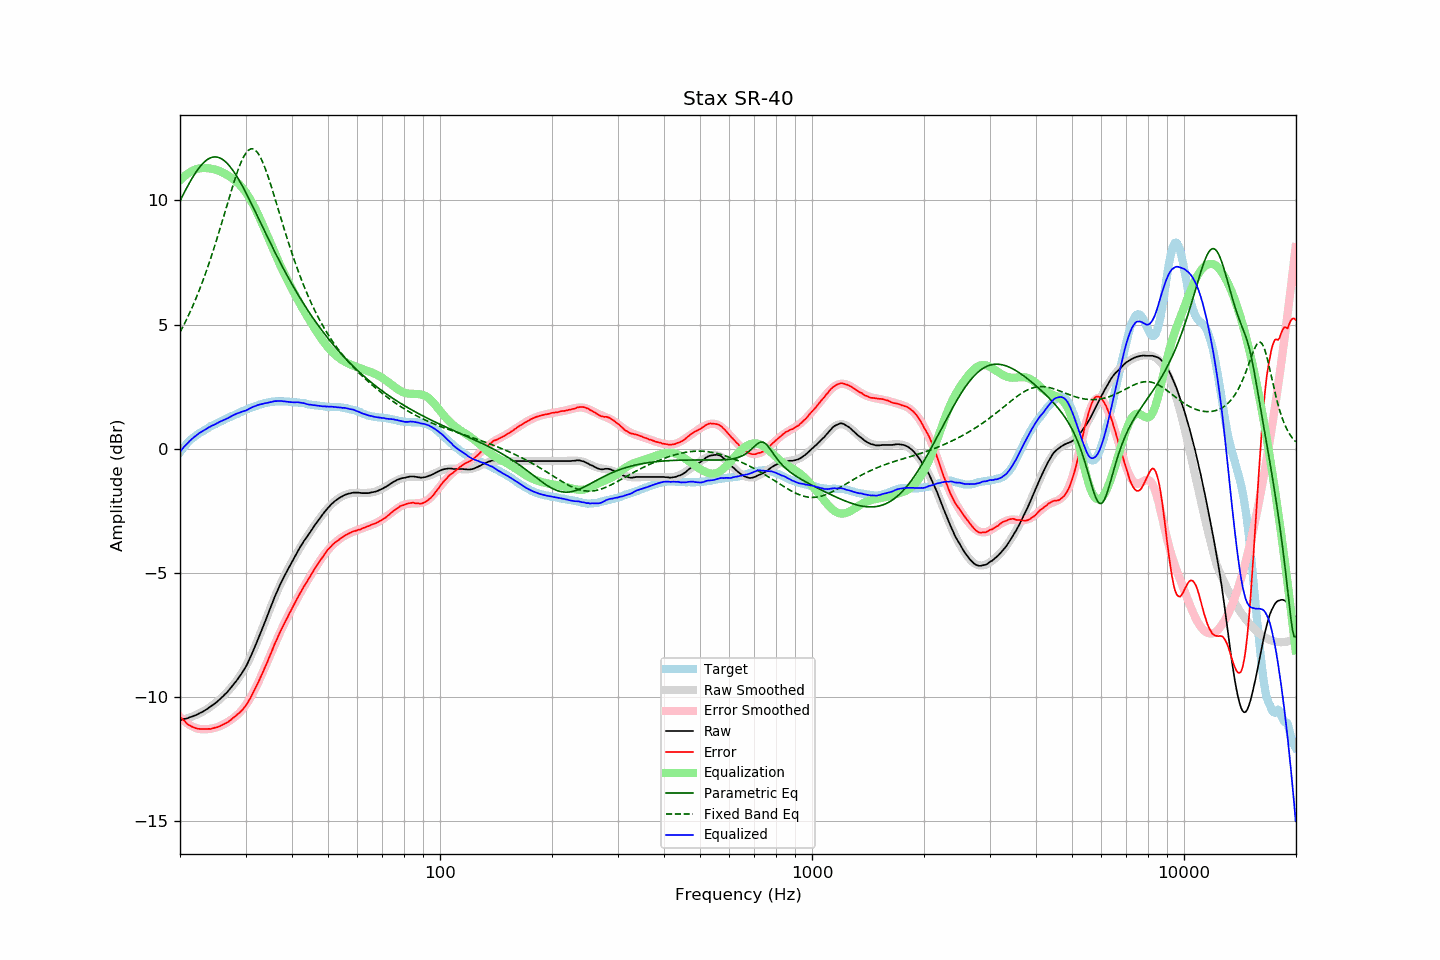 Stax SR-40
Amplitude (dBr)
10
5
0
−5
−10
−15
Target
Raw Smoothed
Error Smoothed
Raw
Error
Equalization
Parametric Eq
Fixed Band Eq
Equalized
100
1000
10000
Frequency (Hz)